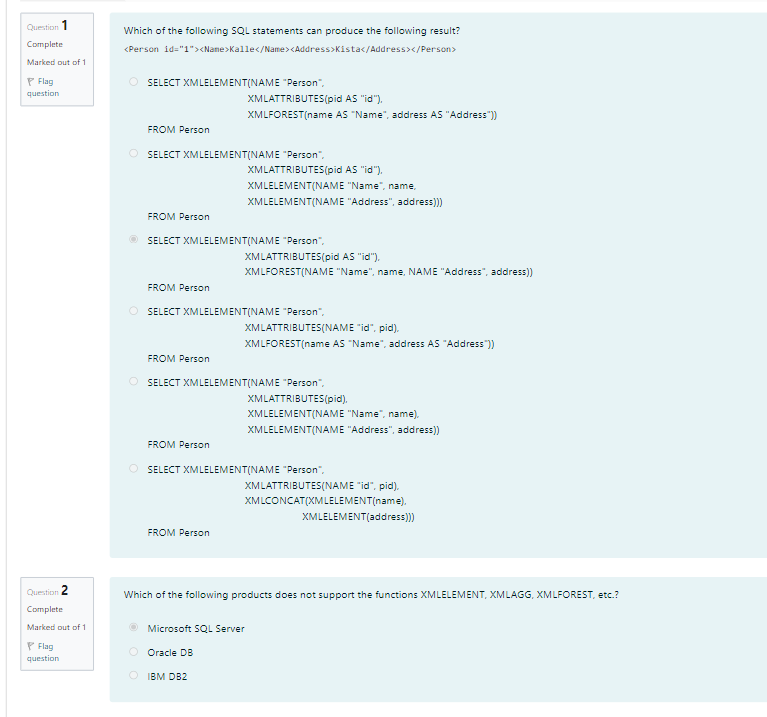 Question 1
Complete
Marked out of 1
Flag
question
Which of the following SQL statements can produce the following result?
<Person id="1"><Name>Kalle</Name><Address>Kista</Address></Person>
SELECT XMLELEMENT(NAME "Person",
XMLATTRIBUTES(pid AS "id"),
XMLFOREST(name AS "Name", address AS "Address"))
FROM Person
SELECT XMLELEMENT(NAME "Person",
XMLATTRIBUTES(pid AS "id"),
XMLELEMENT(NAME "Name", name,
XMLELEMENT(NAME "Address", address)))
FROM Person
SELECT XMLELEMENT(NAME "Person",
XMLATTRIBUTES(pid AS "id"),
XMLFOREST(NAME "Name", name, NAME "Address", address))
FROM Person
SELECT XMLELEMENT(NAME "Person",
XMLATTRIBUTES(NAME "id", pid),
XMLFOREST(name AS "Name", address AS "Address"))
FROM Person
SELECT XMLELEMENT(NAME "Person",
XMLATTRIBUTES(pid),
XMLELEMENT(NAME "Name", name),
XMLELEMENT(NAME "Address", address))
FROM Person
SELECT XMLELEMENT(NAME "Person",
XMLATTRIBUTES(NAME "id", pid),
XMLCONCAT(XMLELEMENT(name),
XMLELEMENT(address)))
FROM Person
Question 2
Complete
Marked out of 1
Flag
question
Which of the following products does not support the functions XMLELEMENT, XMLAGG, XMLFOREST, etc.?
Microsoft SQL Server
Oracle DB
IBM DB2